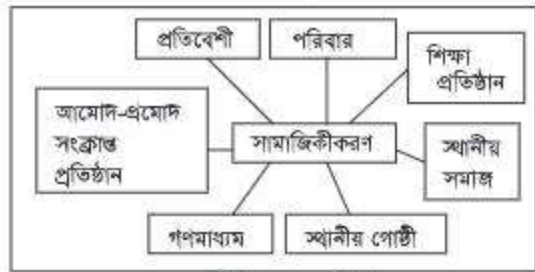 প্রতিবেশী
পরিবার
শিক্ষা
প্রতিষ্ঠান
আমোদ-প্রমোদ
সংক্রান্ত
প্রতিষ্ঠান
সামাজিকীকরণ
স্থানীয়
সমাজ
গণমাধ্যম
স্থানীয় গোষ্ঠী